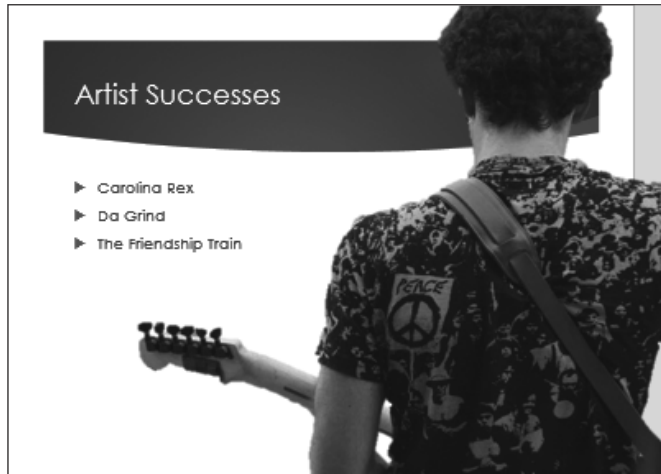 Artist Successes
Carolina Rex
Da Grind
The Friendship Train
PEACE